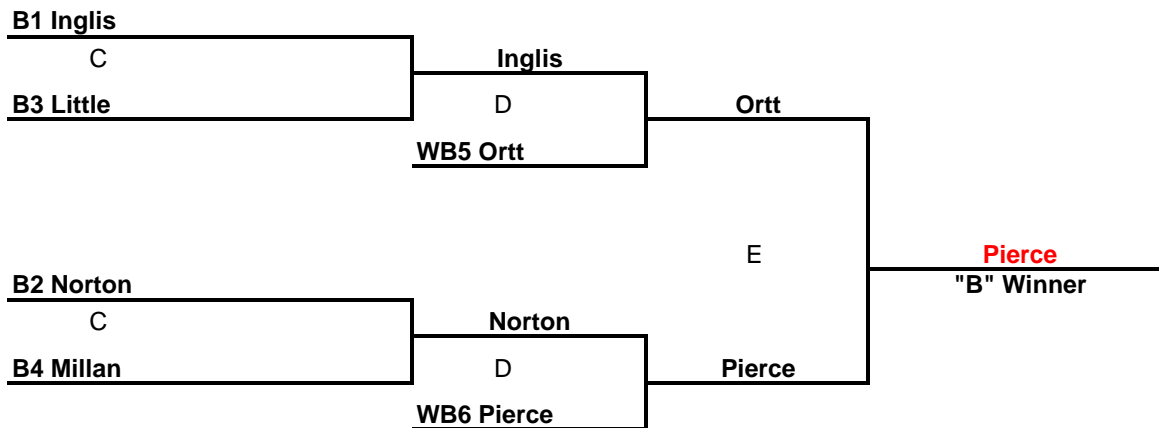 B1 Inglis
C
Inglis
B3 Little
D
Ortt
WB5 Ortt
E
Pierce
"B" Winner
B2 Norton
C
Norton
B4 Millan
D
Pierce
WB6 Pierce